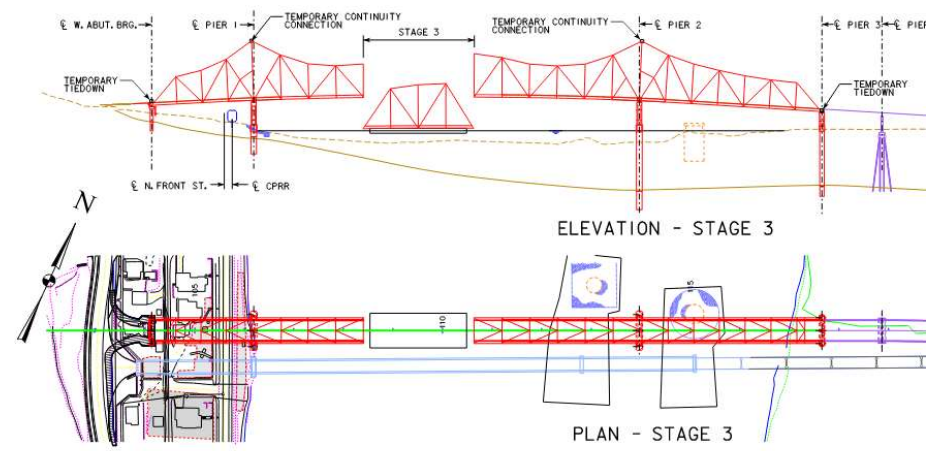 ℄ W. ABUT. BRG.
℄ PIER 1
TEMPORARY CONTINUITY
CONNECTION
STAGE 3
TEMPORARY CONTINUITY
CONNECTION
℄ PIER 2
℄ PIER 3
℄ PIER
TEMPORARY
TIEDOWN
TEMPORARY
TIEDOWN
℄ N. FRONT ST.
℄ CPRR
ELEVATION - STAGE 3
N
PLAN - STAGE 3